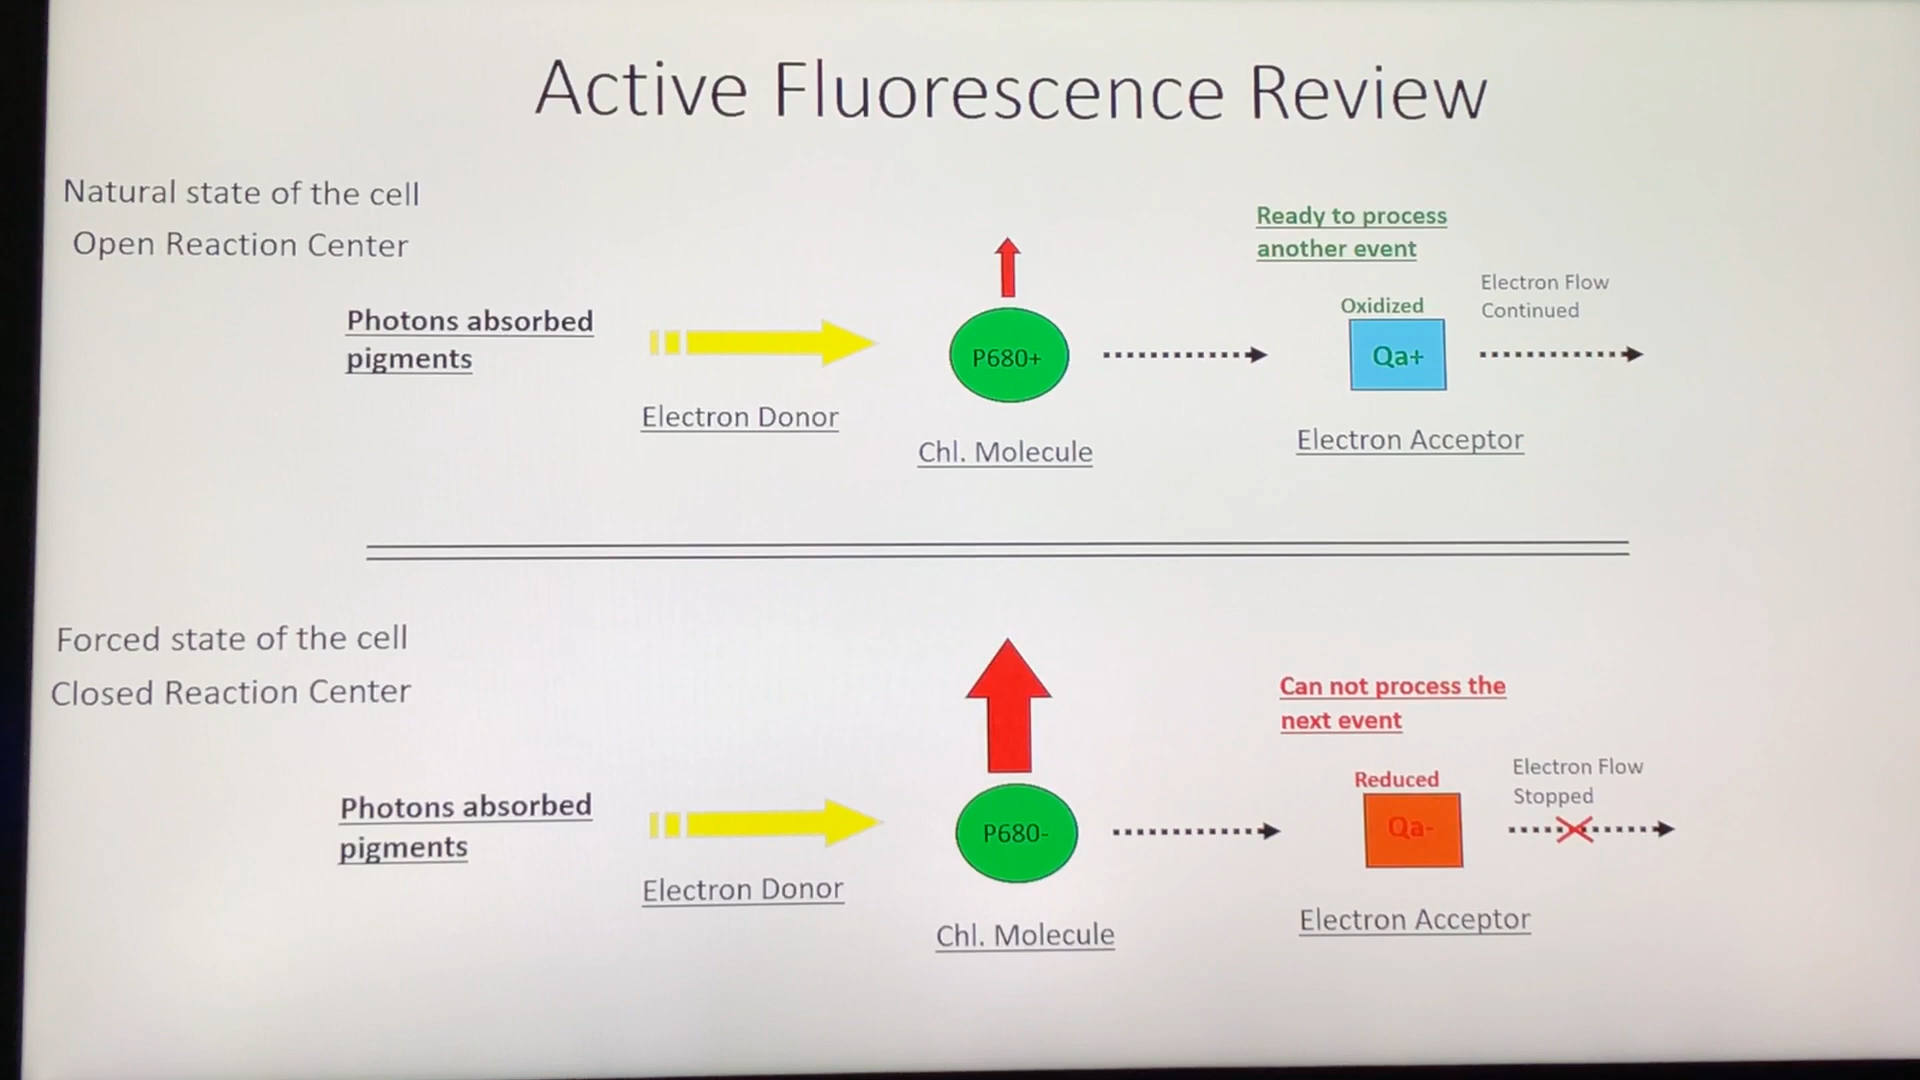 Active Fluorescence Review
Natural state of the cell
Open Reaction Center
Ready to process
another event
Electron Flow
Continued
Oxidized
Photons absorbed
pigments
P680+
Qa+
Electron Donor
Chl. Molecule
Electron Acceptor
Forced state of the cell
Closed Reaction Center
Can not process the
next event
Electron Flow
Stopped
Reduced
Photons absorbed
pigments
P680-
Qa-
Electron Donor
Chl. Molecule
Electron Acceptor